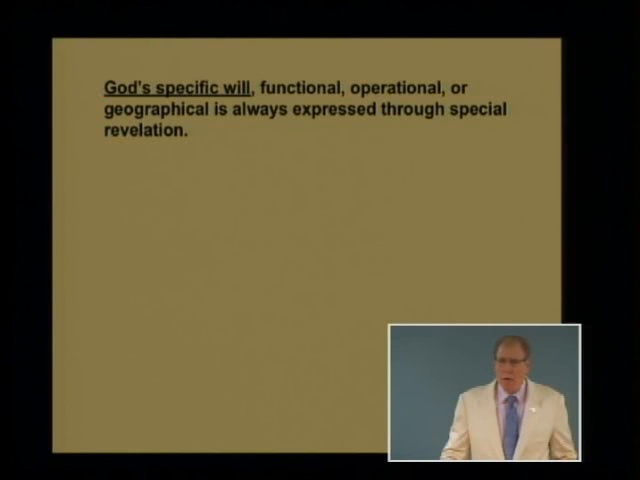 God's specific will, functional, operational, or
geographical is always expressed through special
revelation.